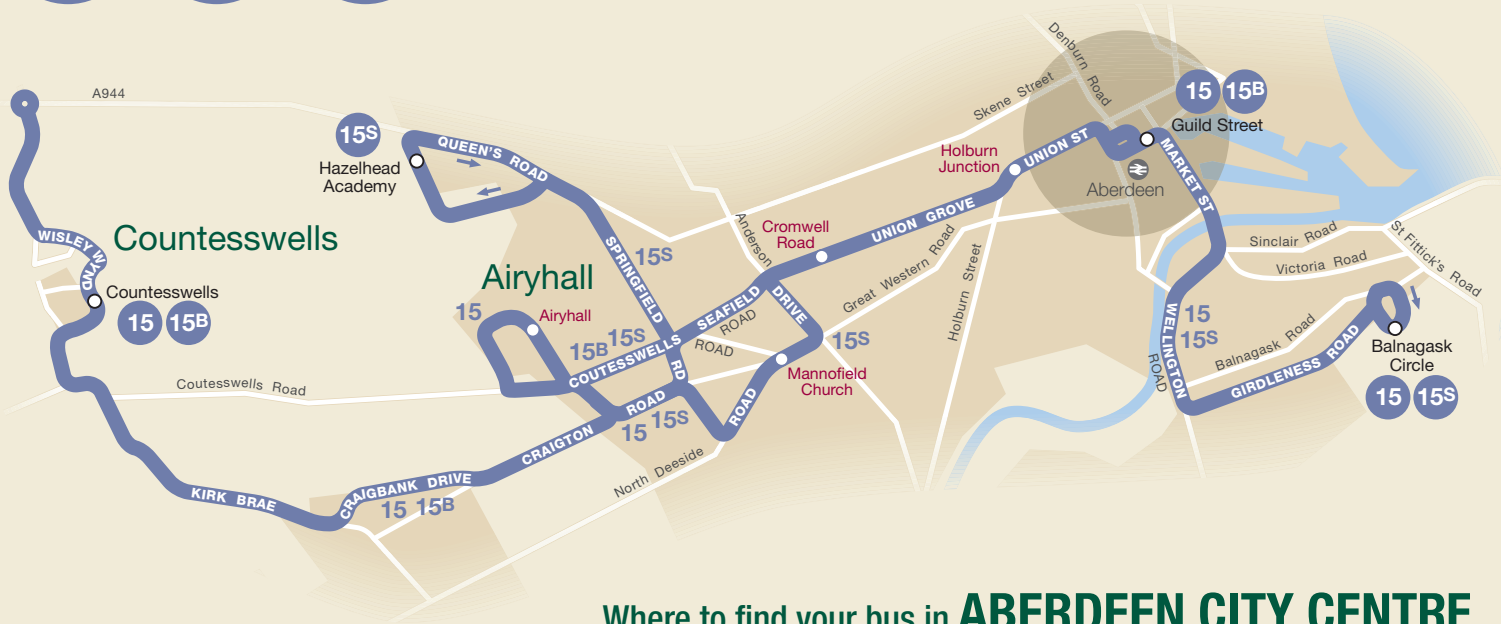 A944
Denburg Road
Skene Street
15 15B
Guild Street
15S
Hazelhead
Academy
QUEEN'S ROAD
Holburn
Junction
UNION ST
MARKET ST
Aberdeen
WISLEY WYND
Countesswells
Countesswells
15 15B
SPRINGFIELD
RD
15S
Anderson
DRIVE
Cromwell
Road
UNION GROVE
Great Western Road
Holburn Street
Sinclair Road
Victoria Road
St Fittick's Road
Airyhall
15
Airyhall
SEAFIELD
ROAD
ROAD
15B 15S
COUTESSWELLS
15S
Mannofield
Church
15
15S
WELLINGTON
ROAD
Balnagask Road
GIRDLENESS ROAD
Balnagask
Circle
15 15S
Coutesswells Road
CRAIGTON ROAD
15 15S
ROAD
North Deeside
KIRK BRAE
CRAIGBANK DRIVE
15 15B
Where to find your bus in ABERDEEN CITY CENTRE